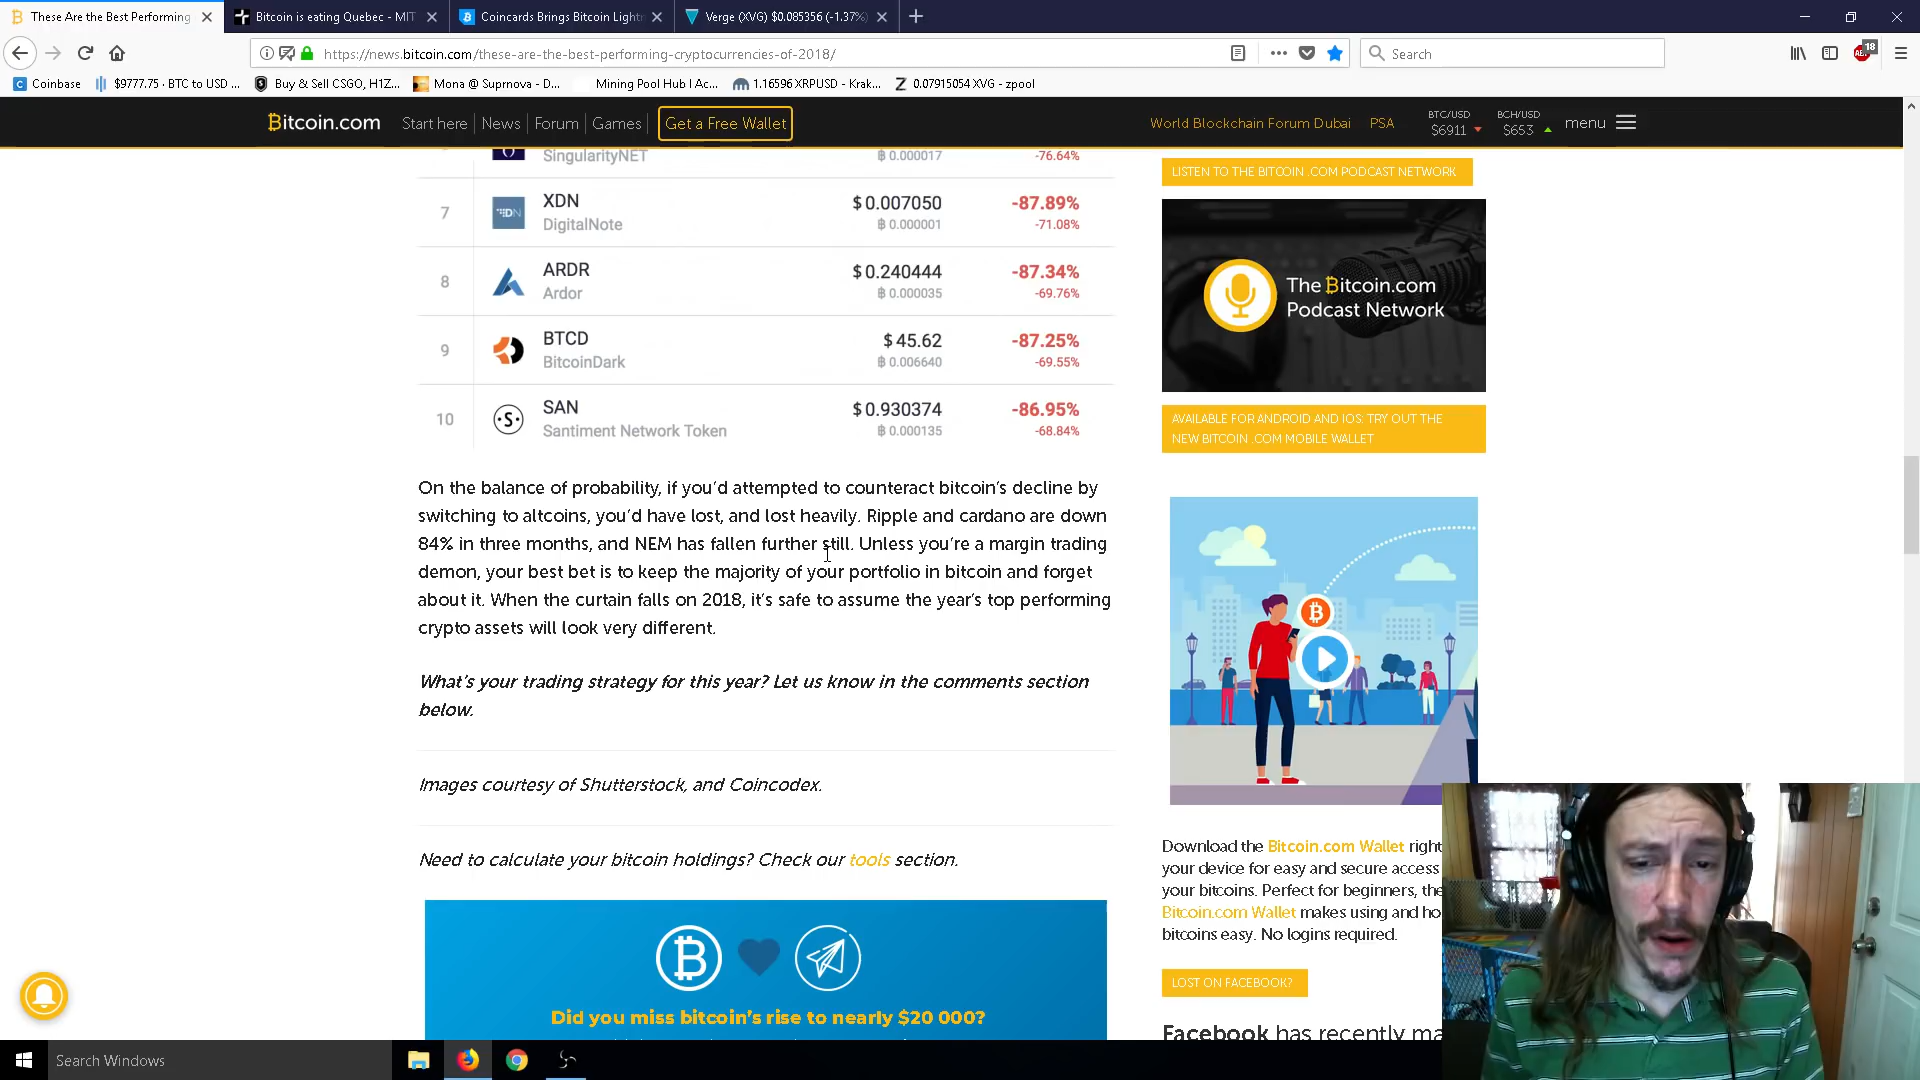 These Are the Best Performing
Bitcoin is eating Quebec - MIT
Coincards Brings Bitcoin Lightn
Verge (XVG) $0.085356 (-1.37%)
https://news.bitcoin.com/these-are-the-best-performing-cryptocurrencies-of-2018/
Search
18
Coinbase
$9777.75 · BTC to USD ...
Buy & Sell CSGO, H1Z...
Mona @ Suprnova - D...
Mining Pool Hub | Ac...
1.16596 XRPUSD - Krak...
0.07915054 XVG - zpool
Bitcoin.com
Start here
News
Forum
Games
Get a Free Wallet
World Blockchain Forum Dubai
PSA
BTC/USD
$6911
BCH/USD
$653
menu
SingularityNET
฿ 0.000017
-76.64%
7
XDN
$ 0.007050
-87.89%
DigitalNote
฿ 0.000001
-71.08%
8
ARDR
$ 0.240444
-87.34%
Ardor
฿ 0.000035
-69.76%
9
BTCD
$ 45.62
-87.25%
BitcoinDark
฿ 0.006640
-69.55%
10
SAN
$ 0.930374
-86.95%
Santiment Network Token
฿ 0.000135
-68.84%
On the balance of probability, if you'd attempted to counteract bitcoin's decline by
switching to altcoins, you'd have lost, and lost heavily. Ripple and cardano are down
84% in three months, and NEM has fallen further still. Unless you're a margin trading
demon, your best bet is to keep the majority of your portfolio in bitcoin and forget
about it. When the curtain falls on 2018, it's safe to assume the year's top performing
crypto assets will look very different.
What's your trading strategy for this year? Let us know in the comments section
below.
Images courtesy of Shutterstock, and Coincodex.
Need to calculate your bitcoin holdings? Check our tools section.
Did you miss bitcoin's rise to nearly $20 000?
LISTEN TO THE BITCOIN .COM PODCAST NETWORK
The Bitcoin.com
Podcast Network
AVAILABLE FOR ANDROID AND IOS: TRY OUT THE
NEW BITCOIN .COM MOBILE WALLET
Download the Bitcoin.com Wallet right
your device for easy and secure access
your bitcoins. Perfect for beginners, the
Bitcoin.com Wallet makes using and ho
bitcoins easy. No logins required.
LOST ON FACEBOOK?
Facebook has recently ma
Search Windows